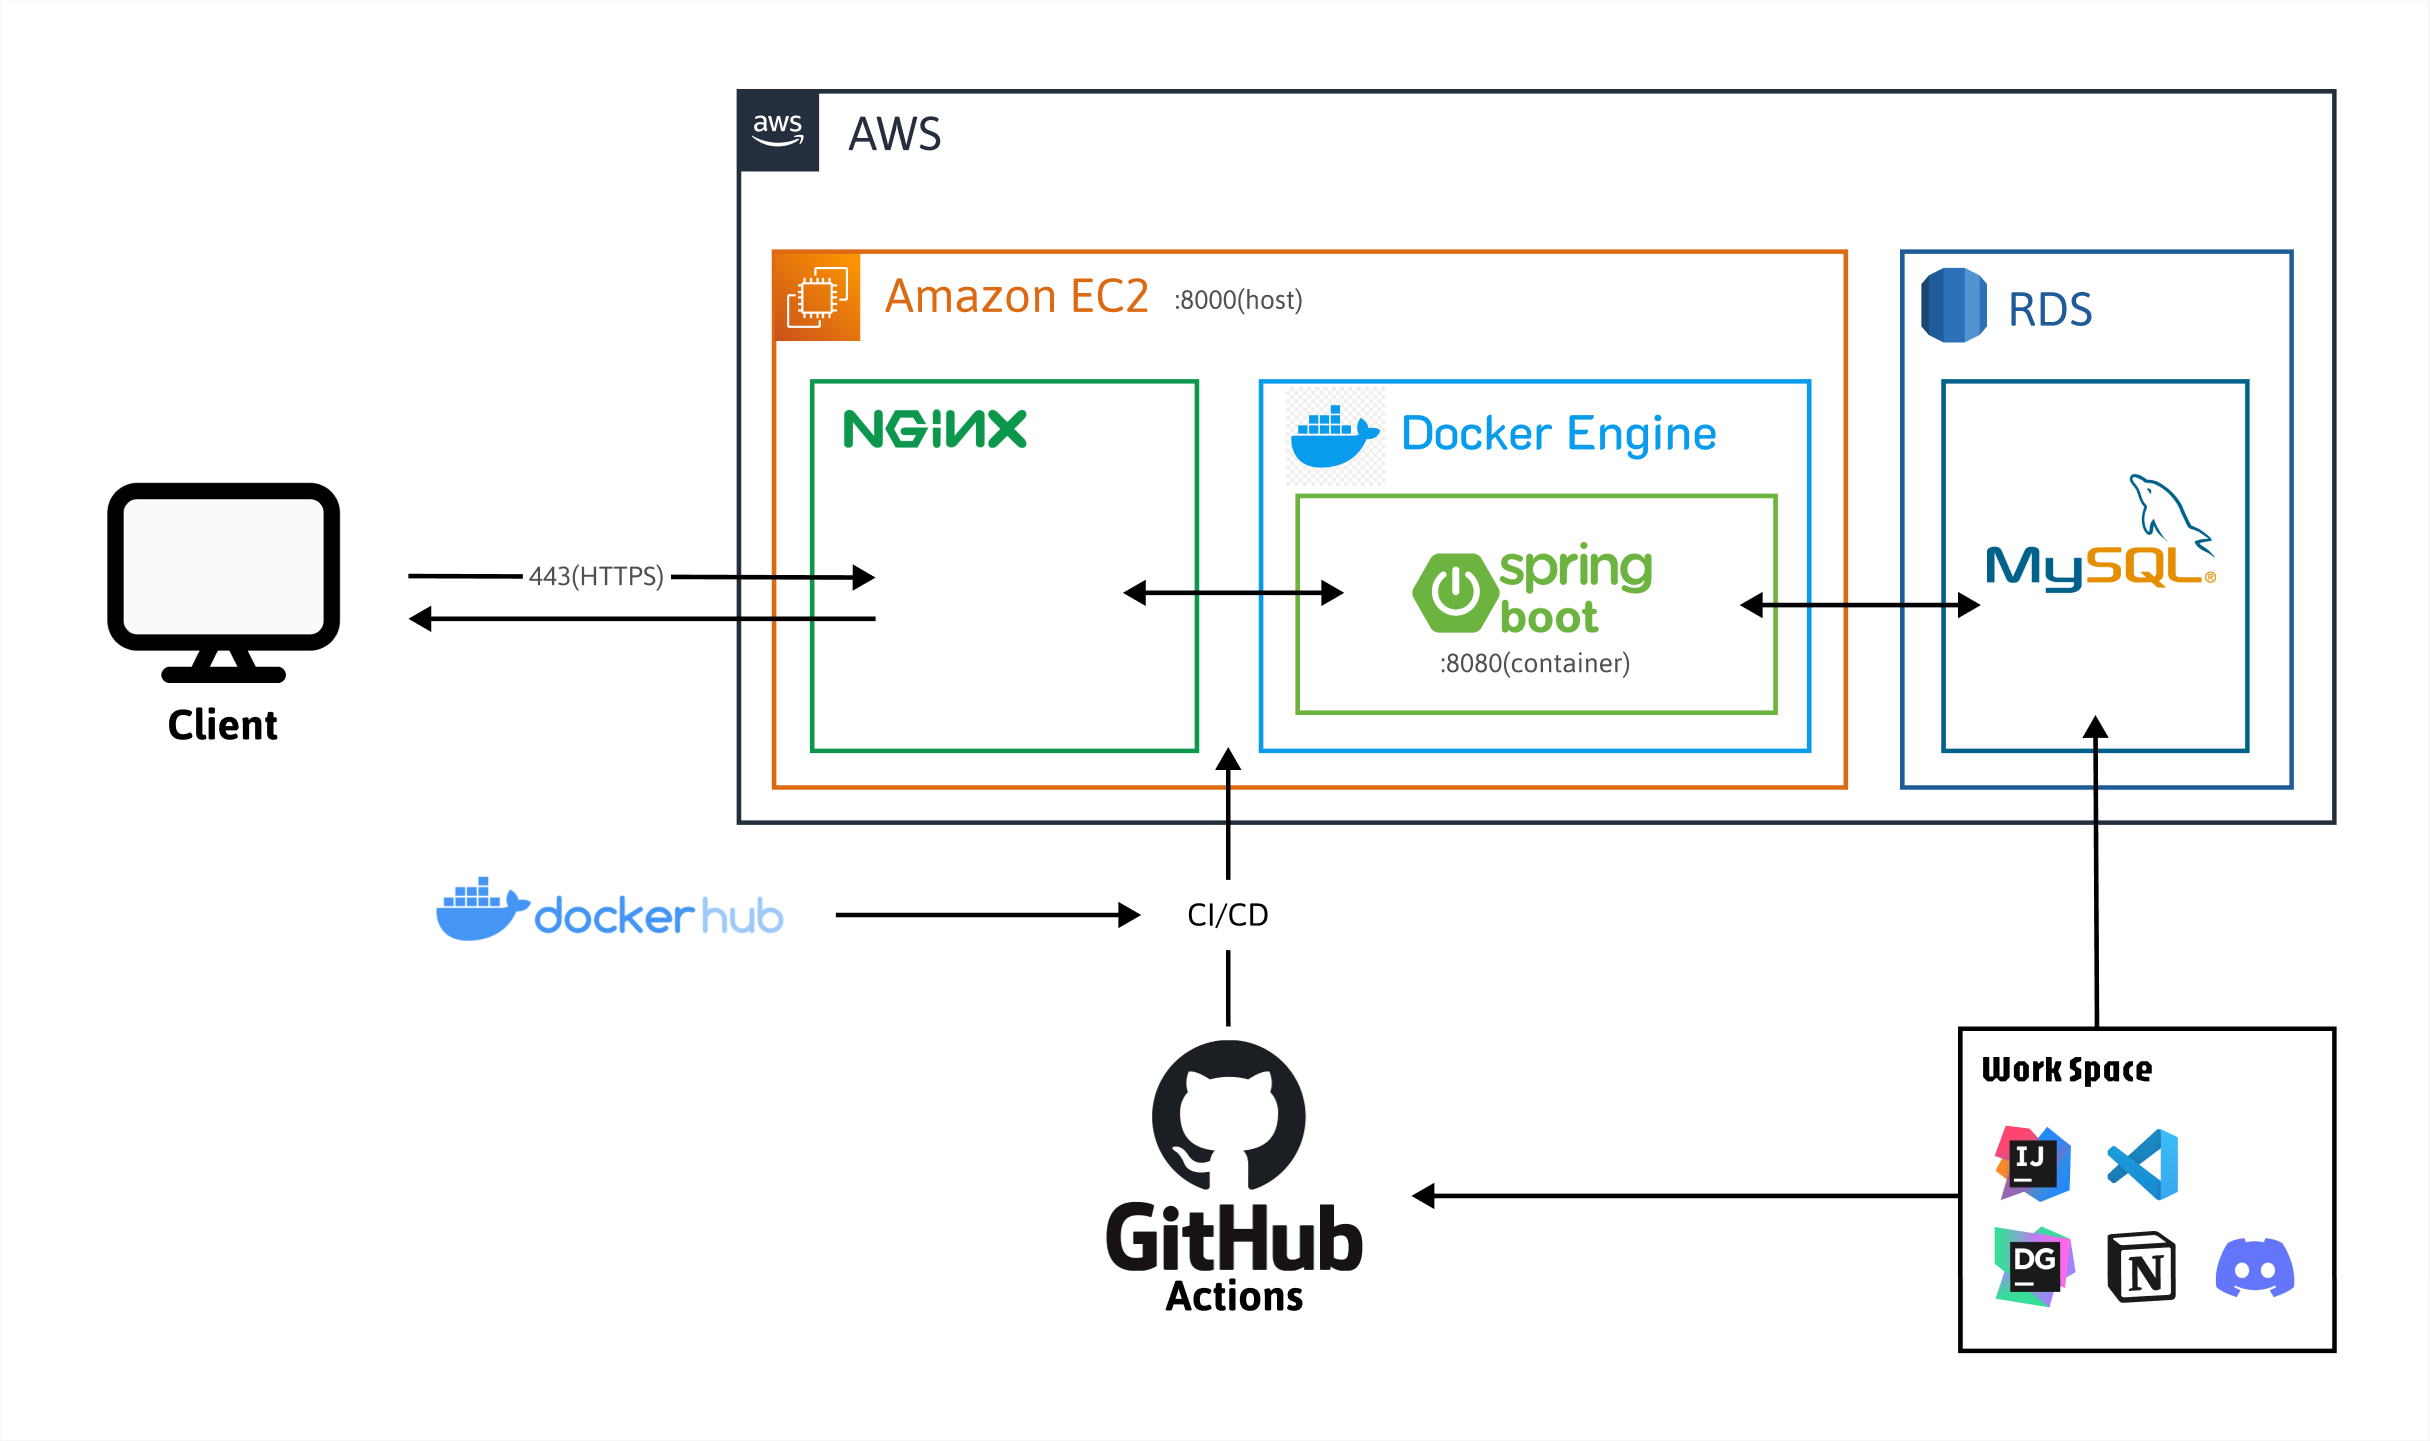 aws
AWS
Amazon EC2 :8000(host)
RDS
NGINX
Docker Engine
spring
boot
:8080(container)
MySQL®
443(HTTPS)
Client
docker hub
CI/CD
GitHub
Actions
Work Space
IJ
DG
N